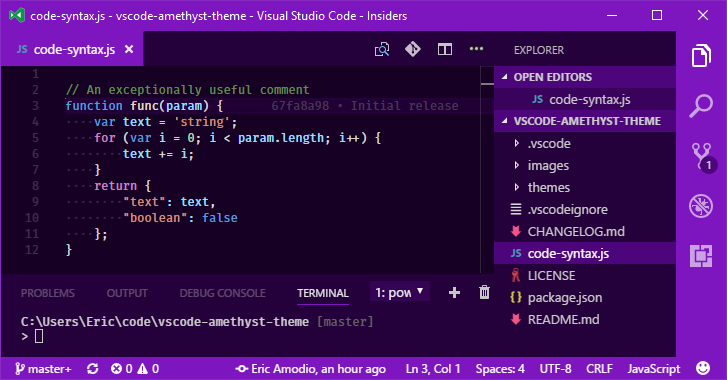 code-syntax.js - vscode-amethyst-theme - Visual Studio Code - Insiders
JS code-syntax.js
1
2 // An exceptionally useful comment
3 function func(param) { 67fa8a98 • Initial release
4 ····var text = 'string';
5 ····for (var i = 0; i < param.length; i++) {
6 ········text += i;
7 ····}
8 ····return {
9 ········"text": text,
10 ········"boolean": false
11 ····};
12 }
PROBLEMS OUTPUT DEBUG CONSOLE TERMINAL 1: pow
C:\Users\Eric\code\vscode-amethyst-theme [master]
>
EXPLORER
OPEN EDITORS
JS code-syntax.js
VSCODE-AMETHYST-THEME
.vscode
images
themes
.vscodeignore
CHANGELOG.md
JS code-syntax.js
LICENSE
{ } package.json
README.md
1
master+ 0 0 Eric Amodio, an hour ago Ln 3, Col 1 Spaces: 4 UTF-8 CRLF JavaScript